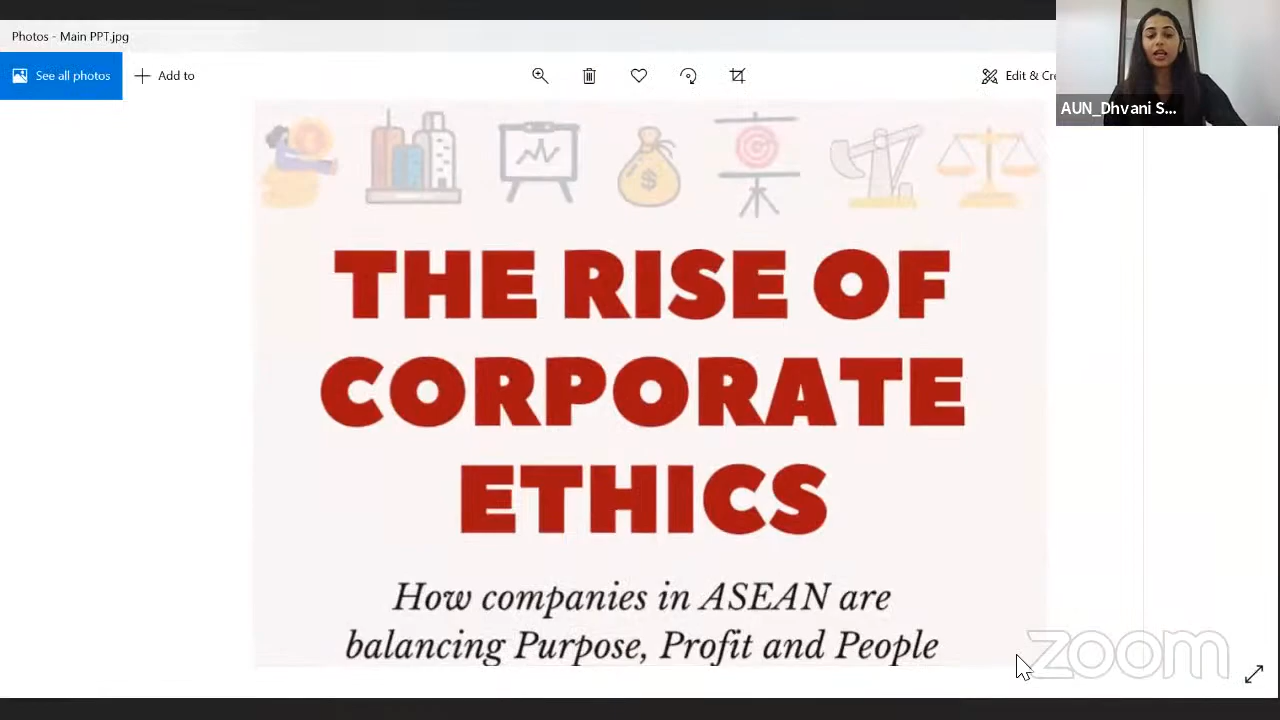 Photos - Main PPT.jpg
See all photos
Add to
Edit & Cre
AUN_Dhvani S...
$
THE RISE OF
CORPORATE
ETHICS
How companies in ASEAN are
balancing Purpose, Profit and People
zoom